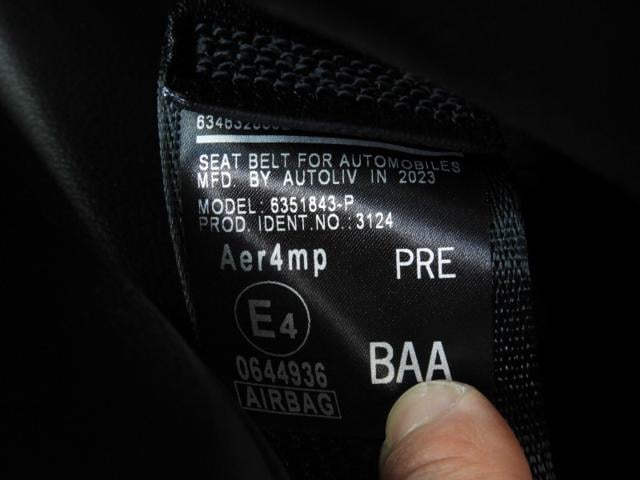 SEAT BELT FOR AUTOMOBILES
MFD. BY AUTOLIV IN 2023
MODEL: 6351843-P
PROD. IDENT.NO.: 3124
Aer4mp PRE
E4
0644936 BAA
AIRBAG